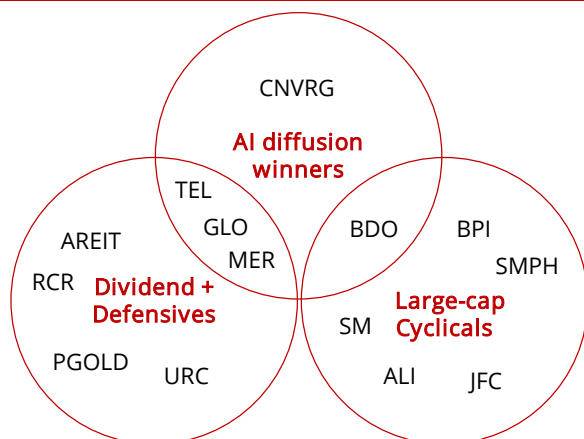 CNVRG
AI diffusion
winners
TEL
GLO
MER
BDO
BPI
SMPH
AREIT
RCR
Dividend +
Defensives
PGOLD
URC
Large-cap
Cyclicals
SM
ALI
JFC